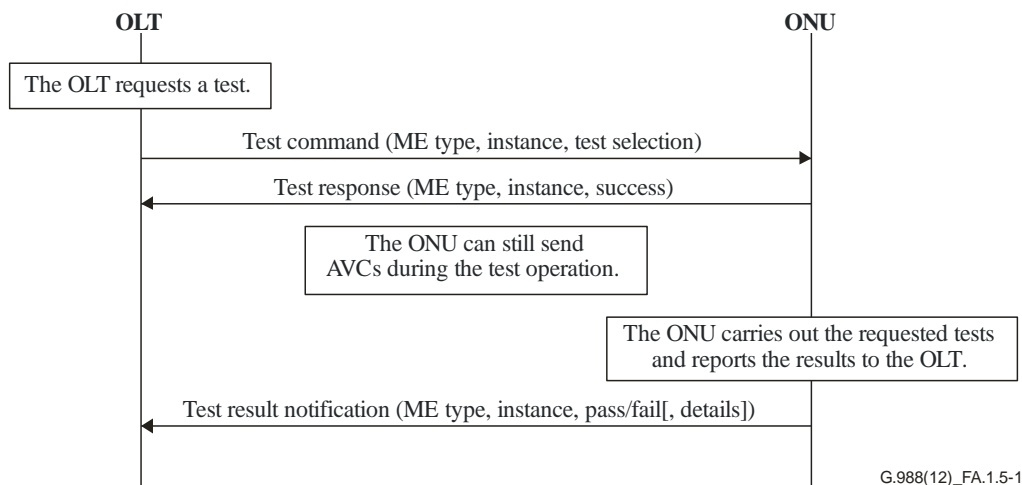 OLT
ONU
The OLT requests a test.
Test command (ME type, instance, test selection)
Test response (ME type, instance, success)
The ONU can still send
AVCs during the test operation.
The ONU carries out the requested tests
and reports the results to the OLT.
Test result notification (ME type, instance, pass/fail[, details])
G.988(12)_FA.1.5-1